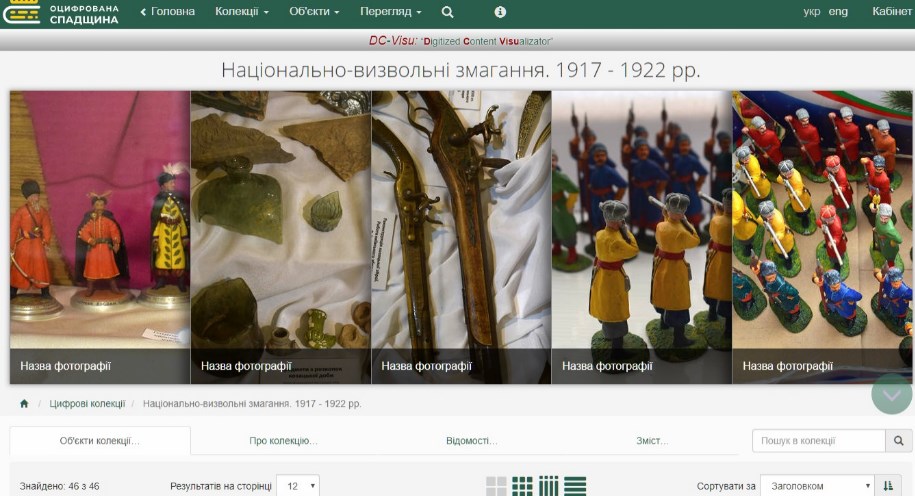 ОЦИФРОВАНА
СПАДЩИНА
Головна Колекції Об'єкти Перегляд укр eng Кабінет
DC-Visu: "Digitized Content Visualizator"
Національно-визвольні змагання. 1917 - 1922 рр.
Назва фотографії Назва фотографії Назва фотографії Назва фотографії Назва фотографії
/ Цифрові колекції / Національно-визвольні змагання. 1917 - 1922 рр.
Об'єкти колекції... Про колекцію... Відомості... Зміст... Пошук в колекції
Знайдено: 46 з 46 Результатів на сторінці 12 Сортувати за Заголовком